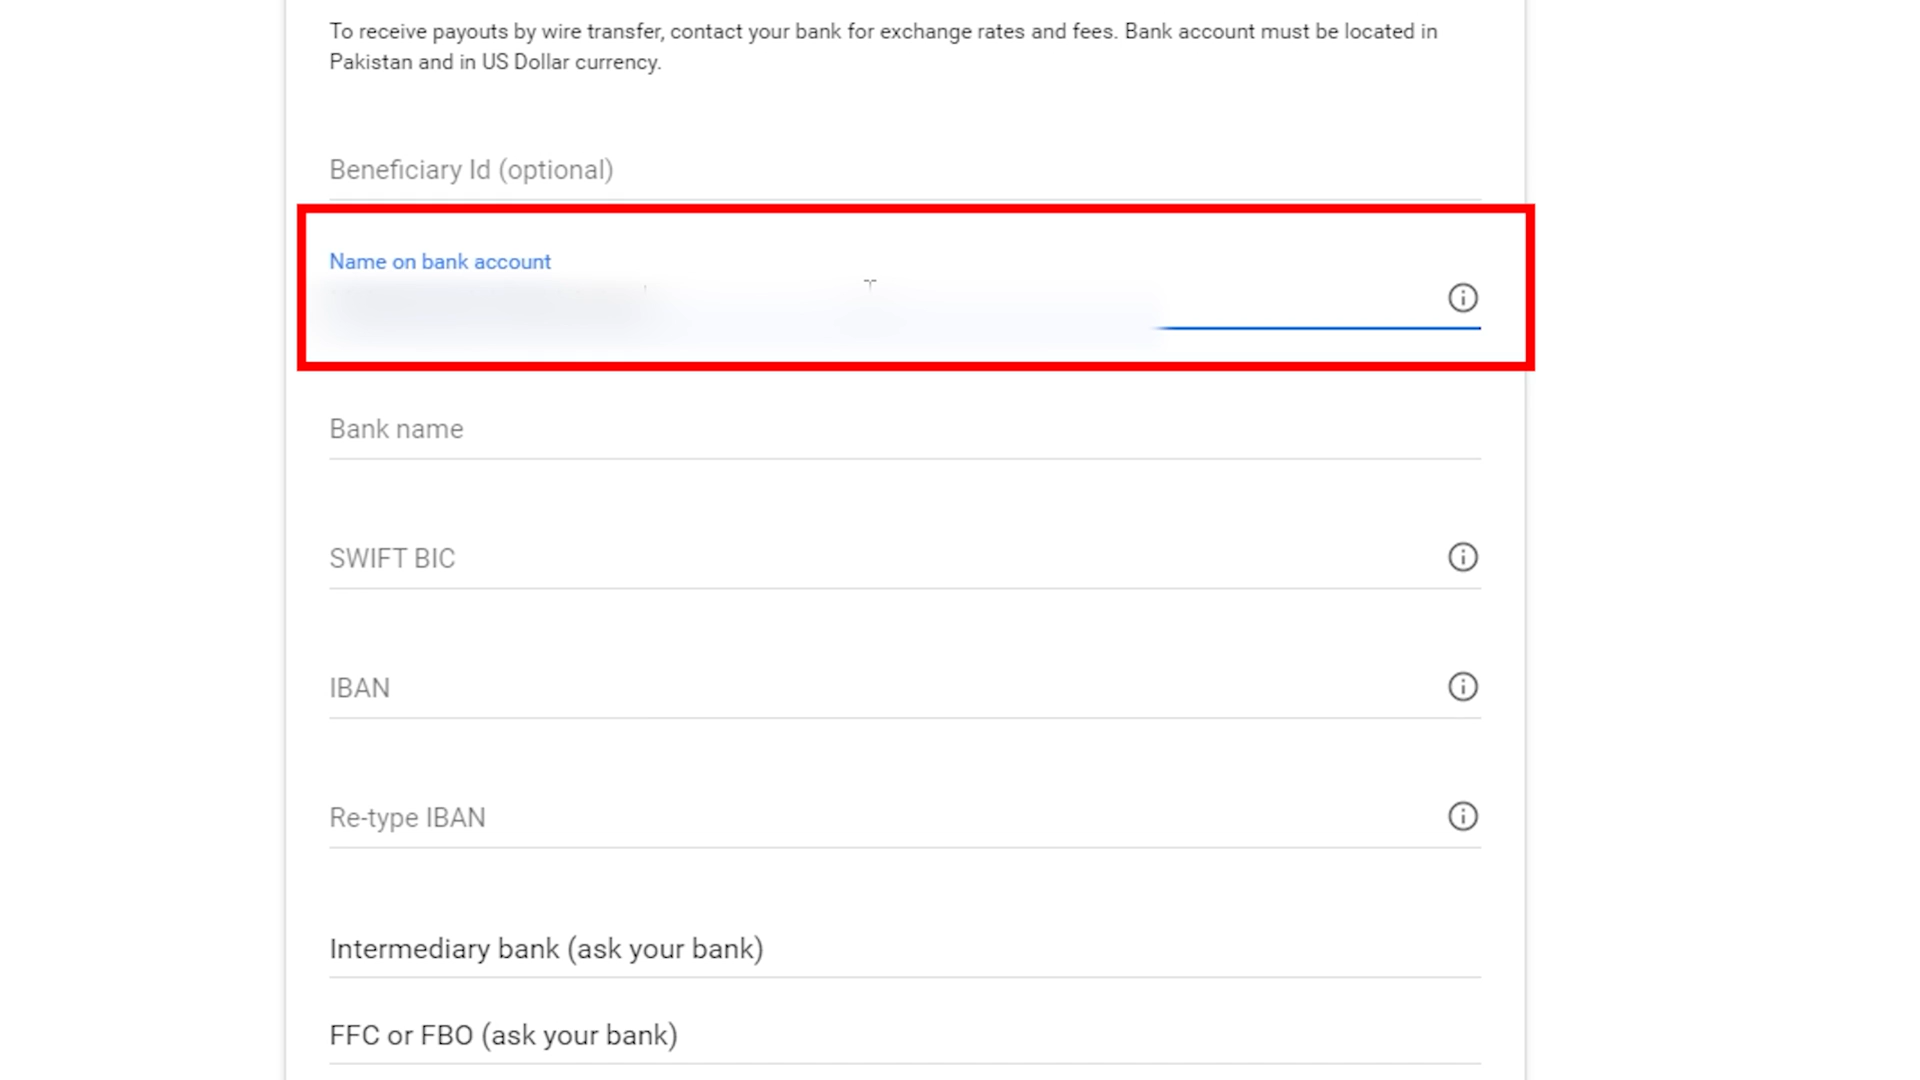 To receive payouts by wire transfer, contact your bank for exchange rates and fees. Bank account must be located in
Pakistan and in US Dollar currency.
Beneficiary Id (optional)
Name on bank account
Bank name
SWIFT BIC
IBAN
Re-type IBAN
Intermediary bank (ask your bank)
FFC or FBO (ask your bank)